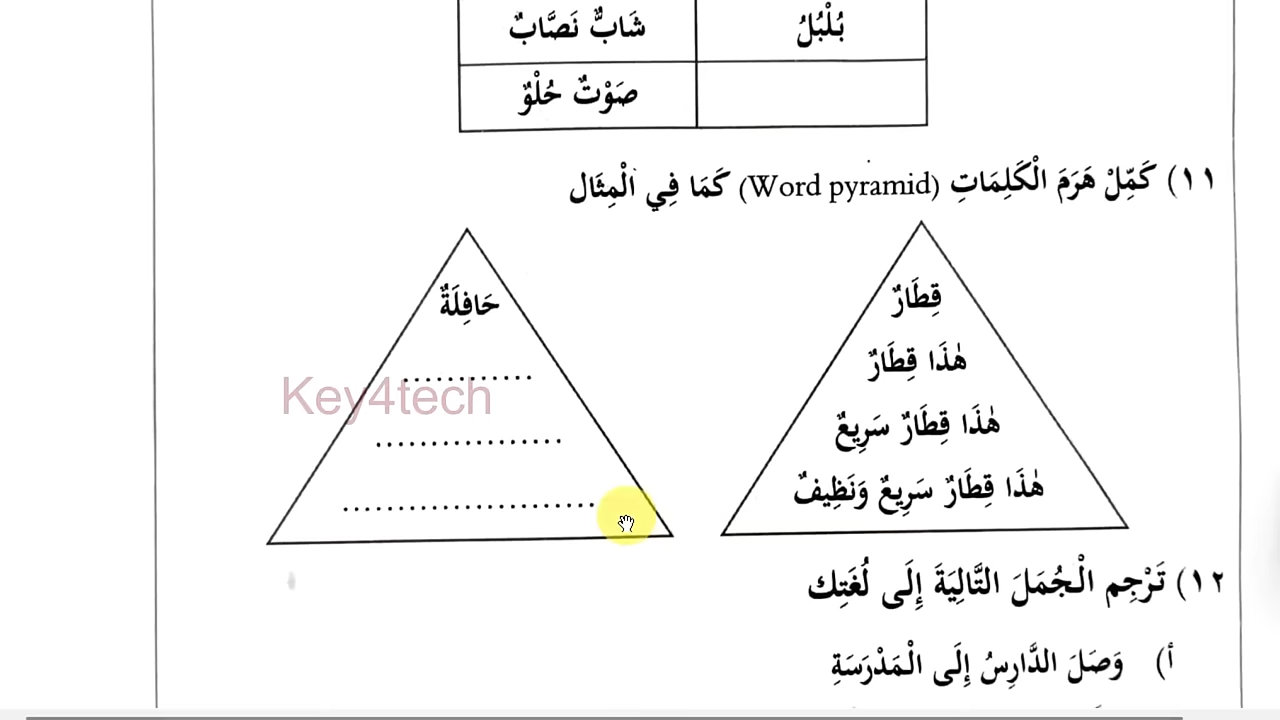 بُلْبُلُ شَابٌّ نَصَّابٌ
صَوْتٌ حُلْوٌ
١١) كَمِّلْ هَرَمَ الْكَلِمَاتِ (Word pyramid) كَمَا فِي الْمِثَال
قِطَارٌ
هٰذَا قِطَارٌ
هٰذَا قِطَارٌ سَرِيعٌ
هٰذَا قِطَارٌ سَرِيعٌ وَنَظِيفٌ
حَافِلَةٌ
............
.................
.......................
Key4tech
١٢) تَرْجِم الْجُمَلَ التَّالِيَةَ إِلَى لُغَتِك
أ) وَصَلَ الدَّارِسُ إِلَى الْمَدْرَسَةِ